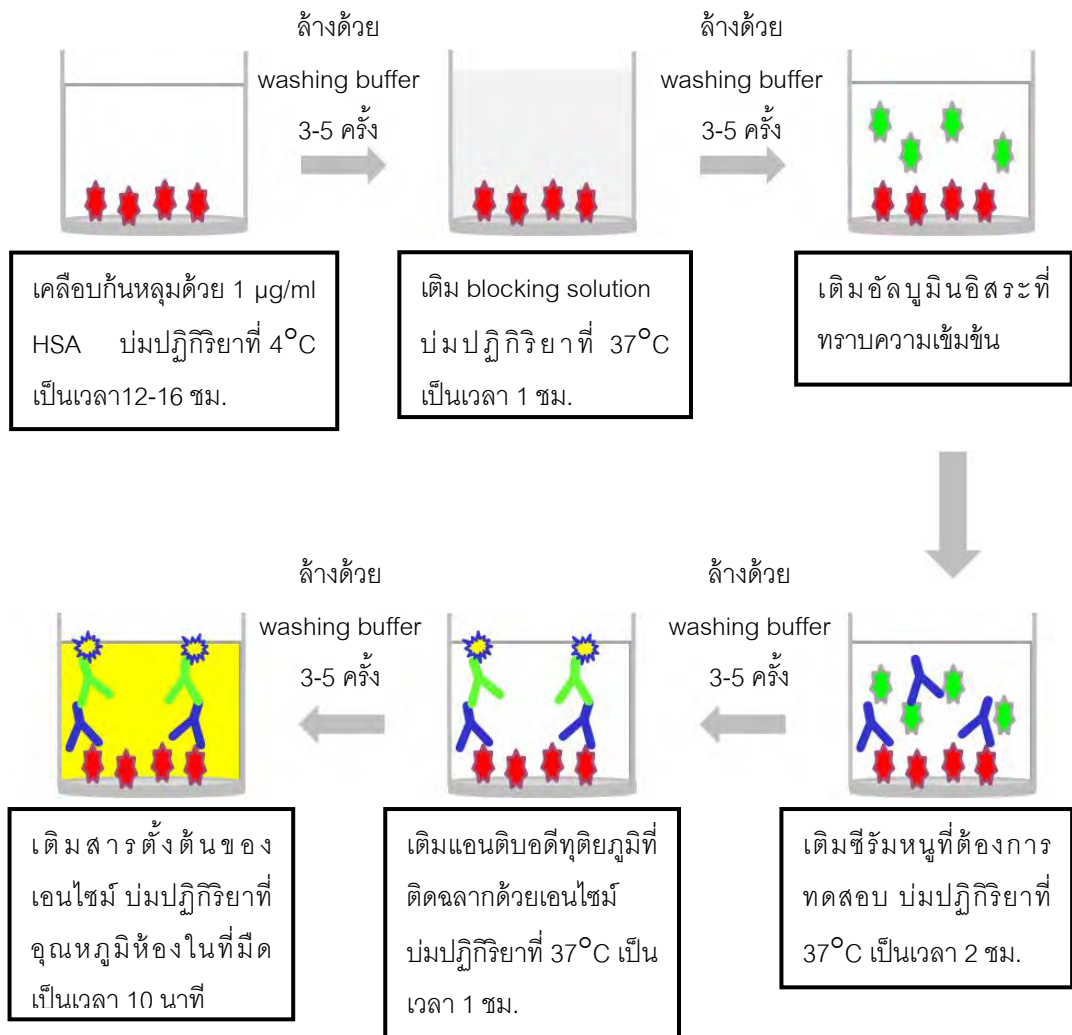 ล้างด้วย
washing buffer
3-5 ครั้ง
ล้างด้วย
washing buffer
3-5 ครั้ง
เคลือบก้นหลุมด้วย 1 µg/ml
HSA บ่มปฏิกิริยาที่ 4°C
เป็นเวลา12-16 ชม.
เติม blocking solution
บ่มปฏิกิริยาที่ 37°C
เป็นเวลา 1 ชม.
เติมอัลบูมินอิสระที่
ทราบความเข้มข้น
ล้างด้วย
washing buffer
3-5 ครั้ง
ล้างด้วย
washing buffer
3-5 ครั้ง
เติมสารตั้งต้นของ
เอนไซม์ บ่มปฏิกิริยาที่
อุณหภูมิห้องในที่มืด
เป็นเวลา 10 นาที
เติมแอนติบอดีทุติยภูมิที่
ติดฉลากด้วยเอนไซม์
บ่มปฏิกิริยาที่ 37°C เป็น
เวลา 1 ชม.
เติมซีรัมหนูที่ต้องการ
ทดสอบ บ่มปฏิกิริยาที่
37°C เป็นเวลา 2 ชม.